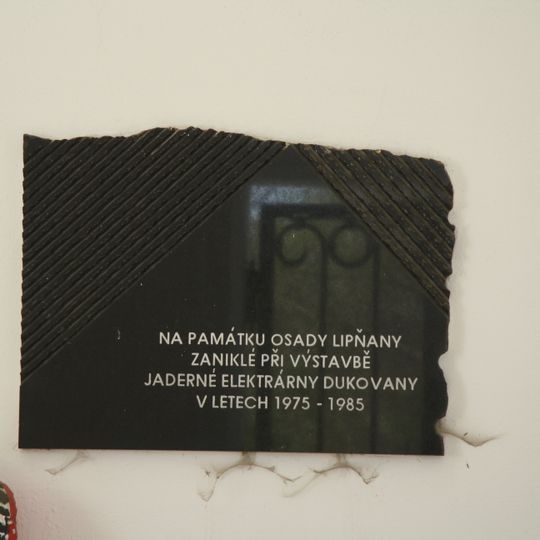 NA PAMÁTKU OSADY LIPŇANY
ZANIKLÉ PŘI VÝSTAVBĚ
JADERNÉ ELEKTRÁRNY DUKOVANY
V LETECH 1975 - 1985